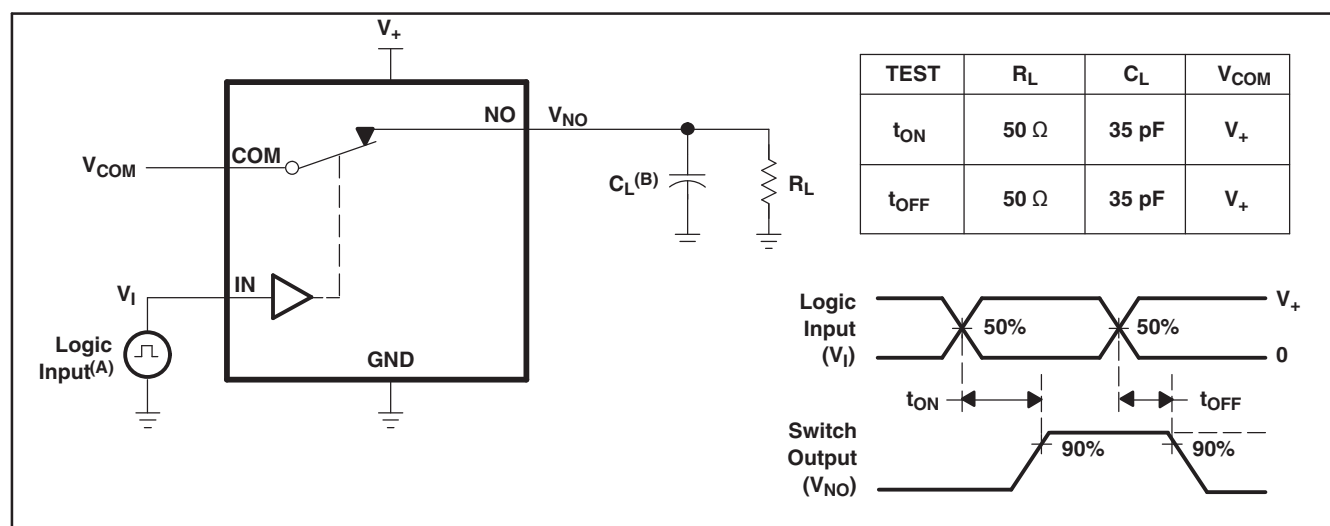 V+
NO
VNO
COM
VCOM
CL(B)
RL
IN
VI
Logic
Input(A)
GND
TEST RL CL VCOM
tON 50 Ω 35 pF V+
tOFF 50 Ω 35 pF V+
Logic
Input
(VI)
50%
50%
V+
0
tON
tOFF
Switch
Output
(VNO)
90%
90%